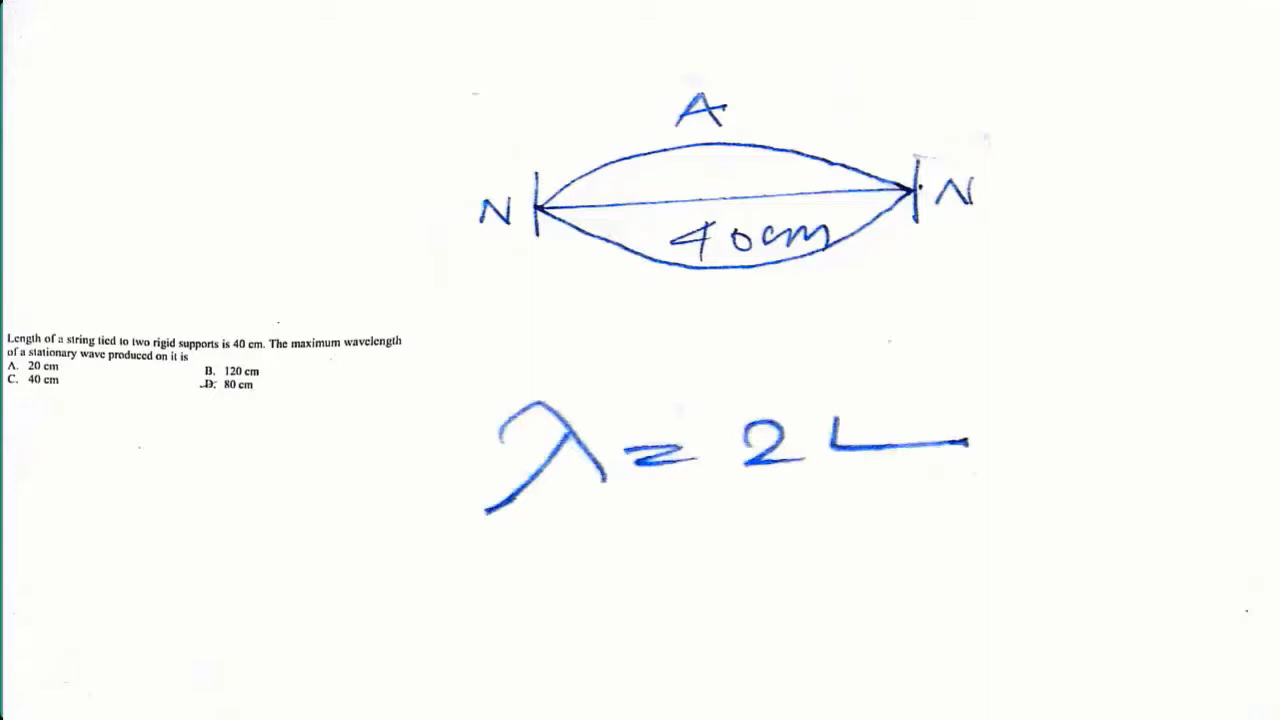 A
N
N
40cm
Length of a string tied to two rigid supports is 40 cm. The maximum wavelength
of a stationary wave produced on it is
A. 20 cm B. 120 cm
C. 40 cm D. 80 cm
λ = 2L